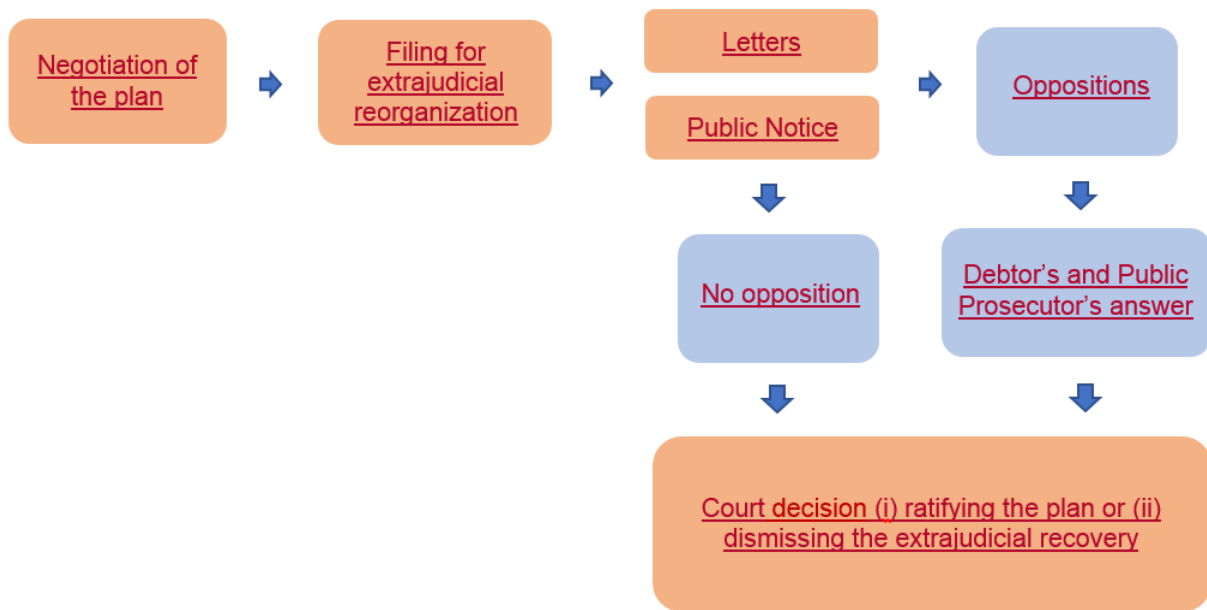 Negotiation of
the plan
Filing for
extrajudicial
reorganization
Letters
Public Notice
Oppositions
No opposition
Debtor’s and Public
Prosecutor’s answer
Court decision (i) ratifying the plan or (ii)
dismissing the extrajudicial recovery